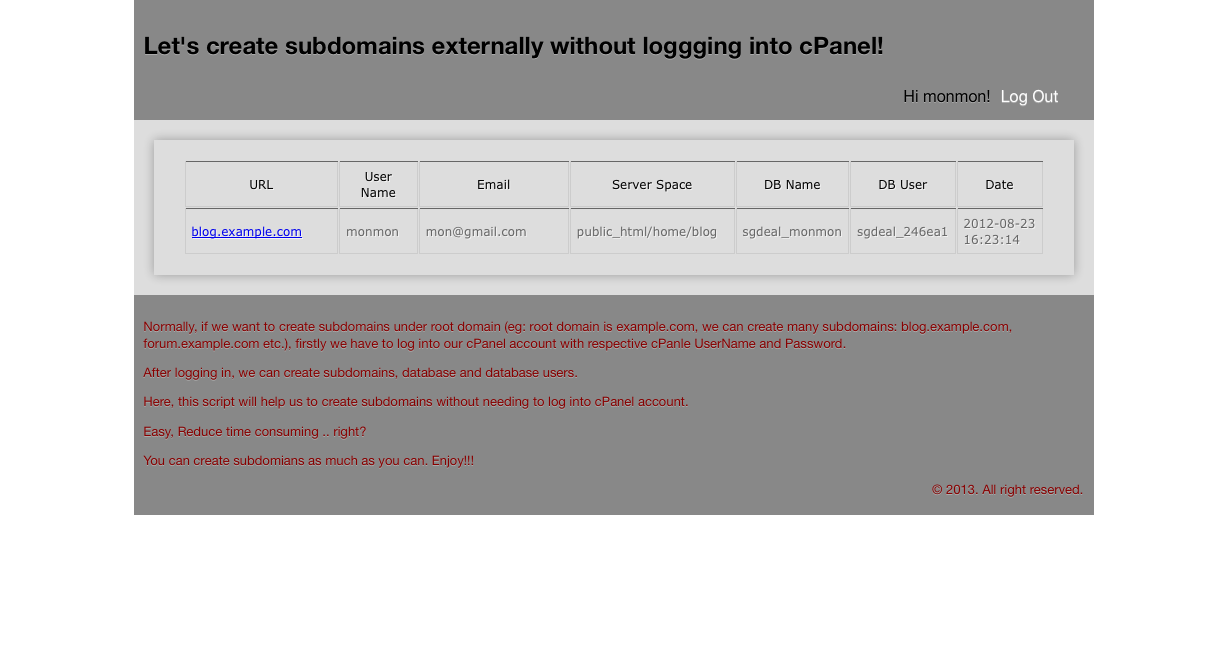 Let's create subdomains externally without loggging into cPanel!
Hi monmon! Log Out
URL User Name Email Server Space DB Name DB User Date
blog.example.com monmon mon@gmail.com public_html/home/blog sgdeal_monmon sgdeal_246ea1 2012-08-23 16:23:14
Normally, if we want to create subdomains under root domain (eg: root domain is example.com, we can create many subdomains: blog.example.com,
forum.example.com etc.), firstly we have to log into our cPanel account with respective cPanle UserName and Password.
After logging in, we can create subdomains, database and database users.
Here, this script will help us to create subdomains without needing to log into cPanel account.
Easy, Reduce time consuming .. right?
You can create subdomians as much as you can. Enjoy!!!
© 2013. All right reserved.